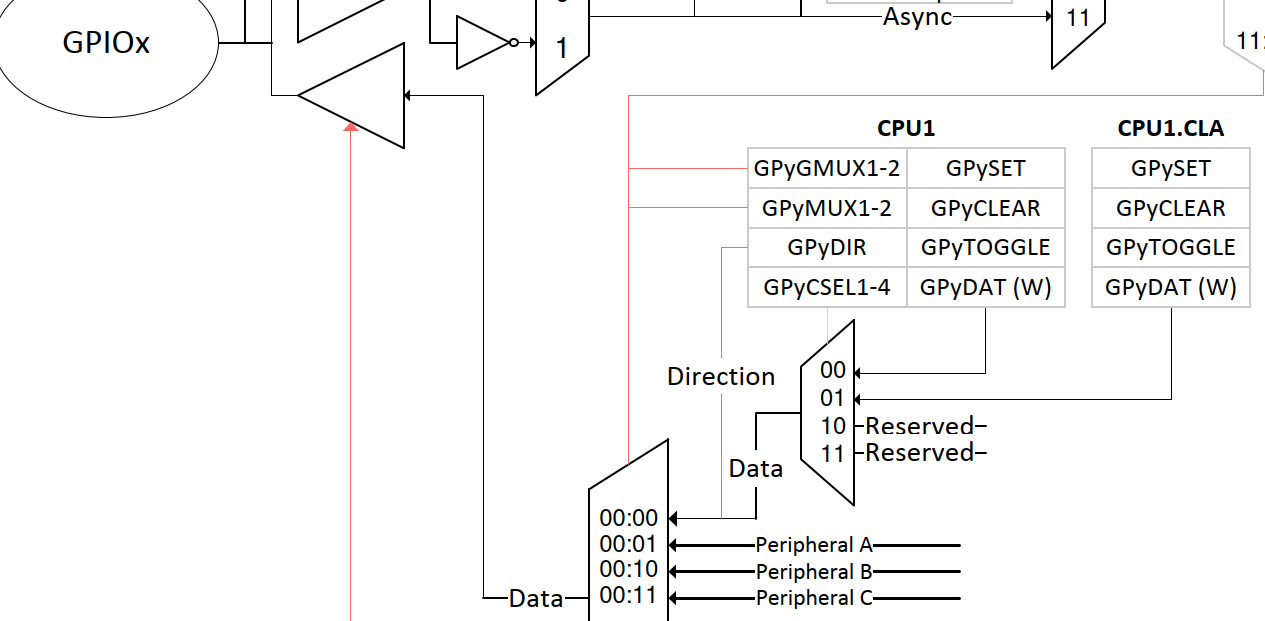 GPIOx
1
Async
11
11:
CPU1
CPU1.CLA
GPyGMUX1-2
GPySET
GPySET
GPyMUX1-2
GPyCLEAR
GPyCLEAR
GPyDIR
GPyTOGGLE
GPyTOGGLE
GPyCSEL1-4
GPyDAT (W)
GPyDAT (W)
Direction
00
01
10
Reserved
11
Reserved
Data
00:00
00:01
Peripheral A
00:10
Peripheral B
00:11
Peripheral C
Data